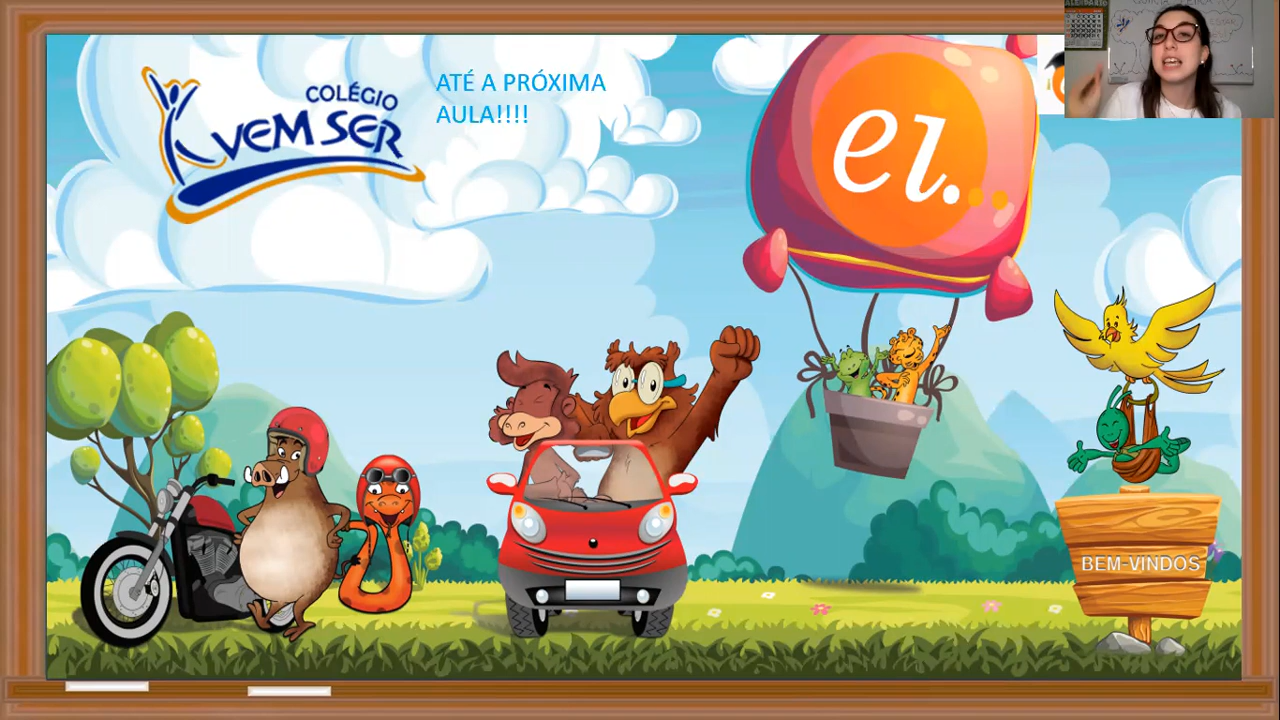 COLÉGIO
VEM SER
ATÉ A PRÓXIMA
AULA!!!!
ei...
BEM-VINDOS